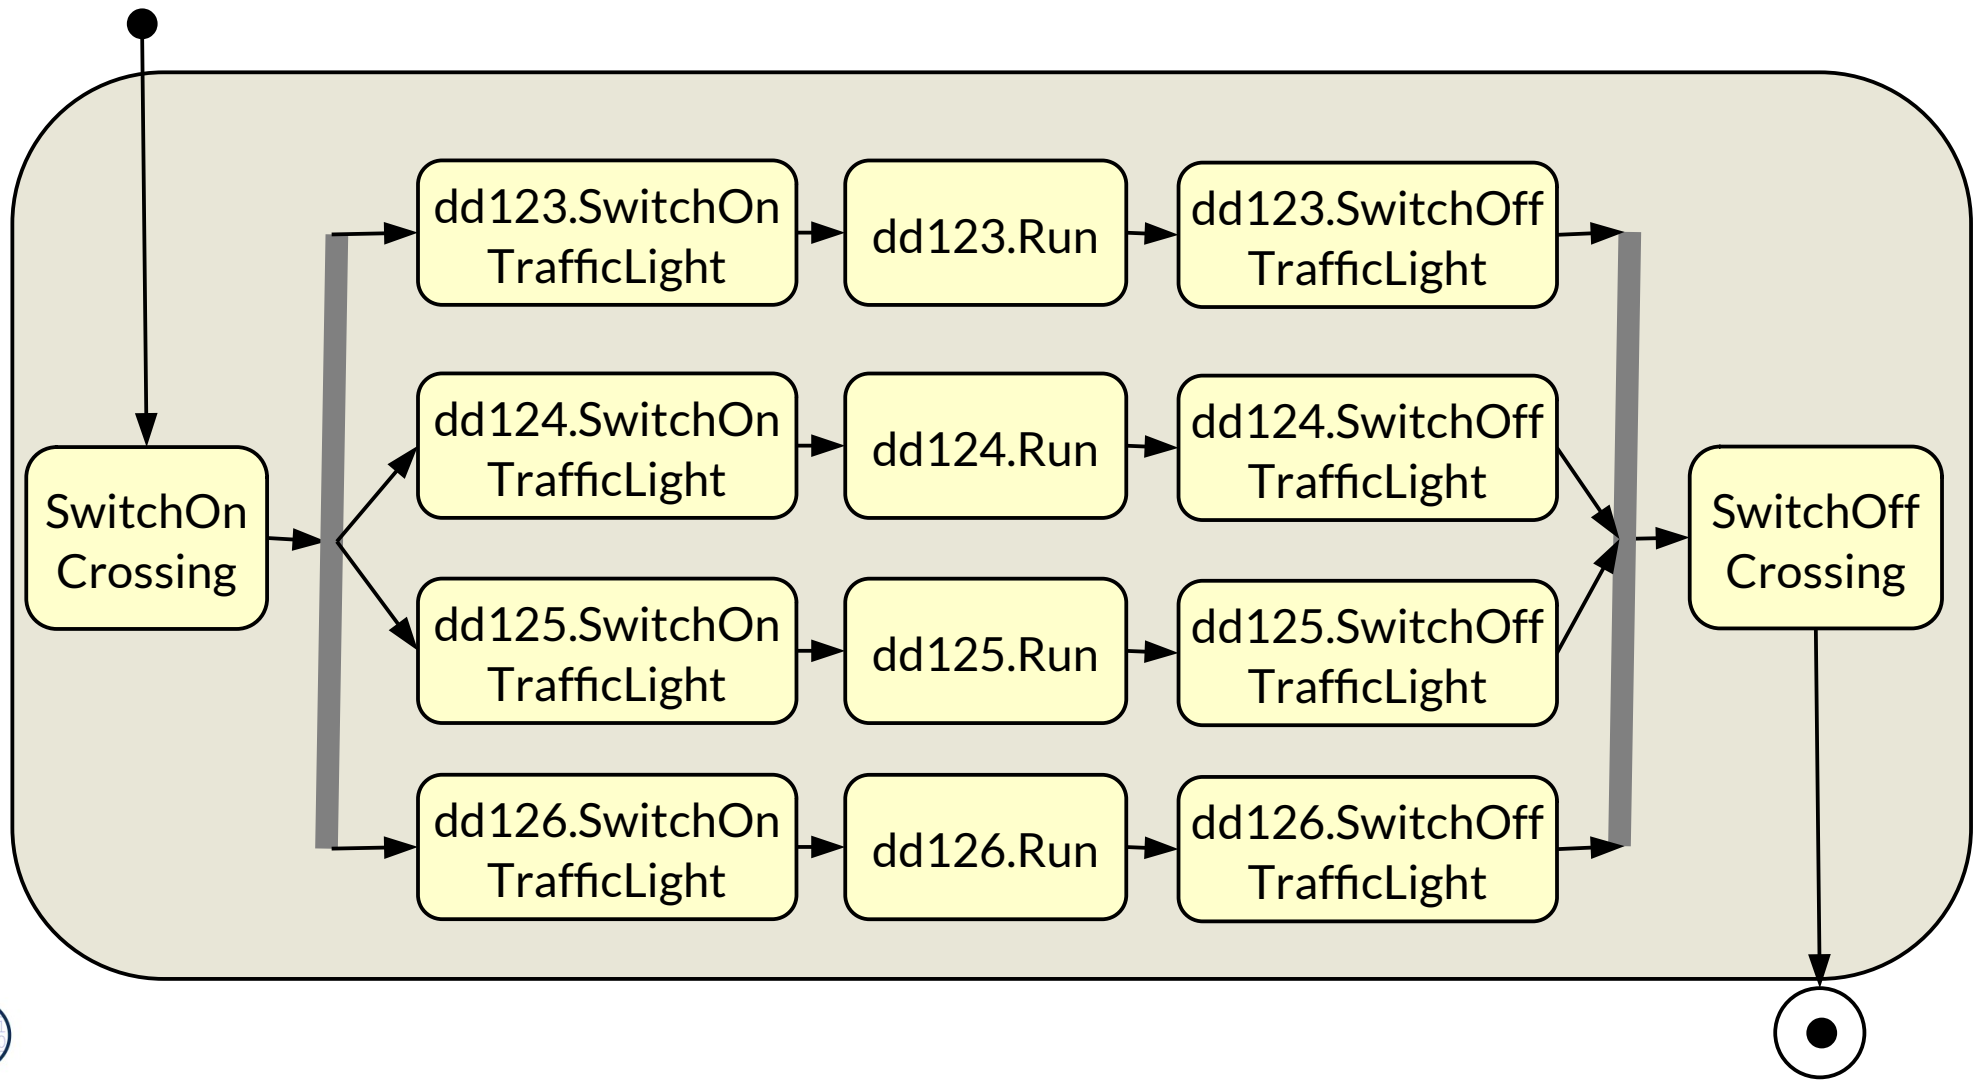 dd123.SwitchOn
TrafficLight
dd123.Run
dd123.SwitchOff
TrafficLight
dd124.SwitchOn
TrafficLight
dd124.Run
dd124.SwitchOff
TrafficLight
SwitchOn
Crossing
SwitchOff
Crossing
dd125.SwitchOn
TrafficLight
dd125.Run
dd125.SwitchOff
TrafficLight
dd126.SwitchOn
TrafficLight
dd126.Run
dd126.SwitchOff
TrafficLight